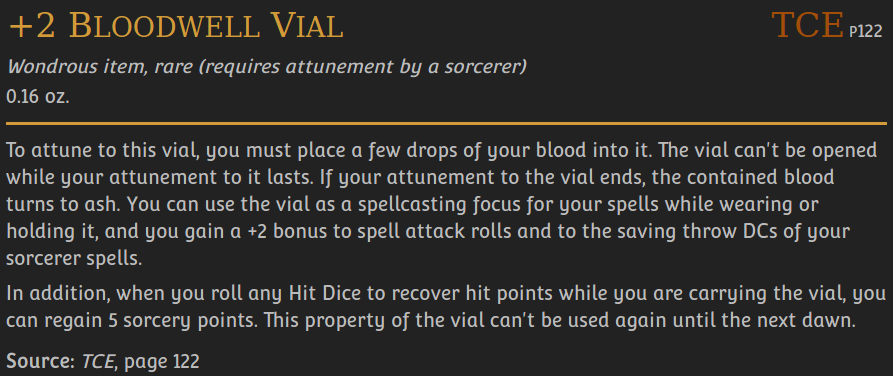 +2 Bloodwell Vial TCE P122
Wondrous item, rare (requires attunement by a sorcerer)
0.16 oz.
To attune to this vial, you must place a few drops of your blood into it. The vial can't be opened
while your attunement to it lasts. If your attunement to the vial ends, the contained blood
turns to ash. You can use the vial as a spellcasting focus for your spells while wearing or
holding it, and you gain a +2 bonus to spell attack rolls and to the saving throw DCs of your
sorcerer spells.
In addition, when you roll any Hit Dice to recover hit points while you are carrying the vial, you
can regain 5 sorcery points. This property of the vial can't be used again until the next dawn.
Source: TCE, page 122